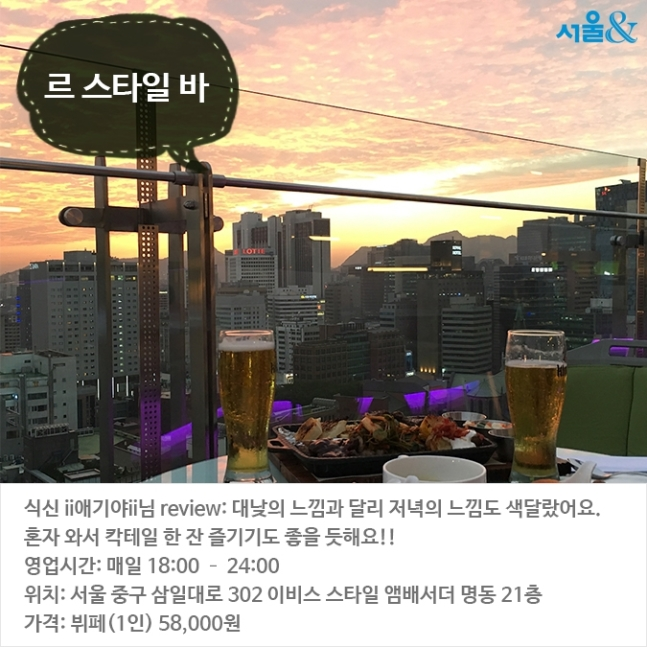 서울&
르 스타일 바
LOTTE
식신 ii애기야ii님 review: 대낮의 느낌과 달리 저녁의 느낌도 색달랐어요.
혼자 와서 칵테일 한 잔 즐기기도 좋을 듯해요!!
영업시간: 매일 18:00 - 24:00
위치: 서울 중구 삼일대로 302 이비스 스타일 앰배서더 명동 21층
가격: 뷔페(1인) 58,000원